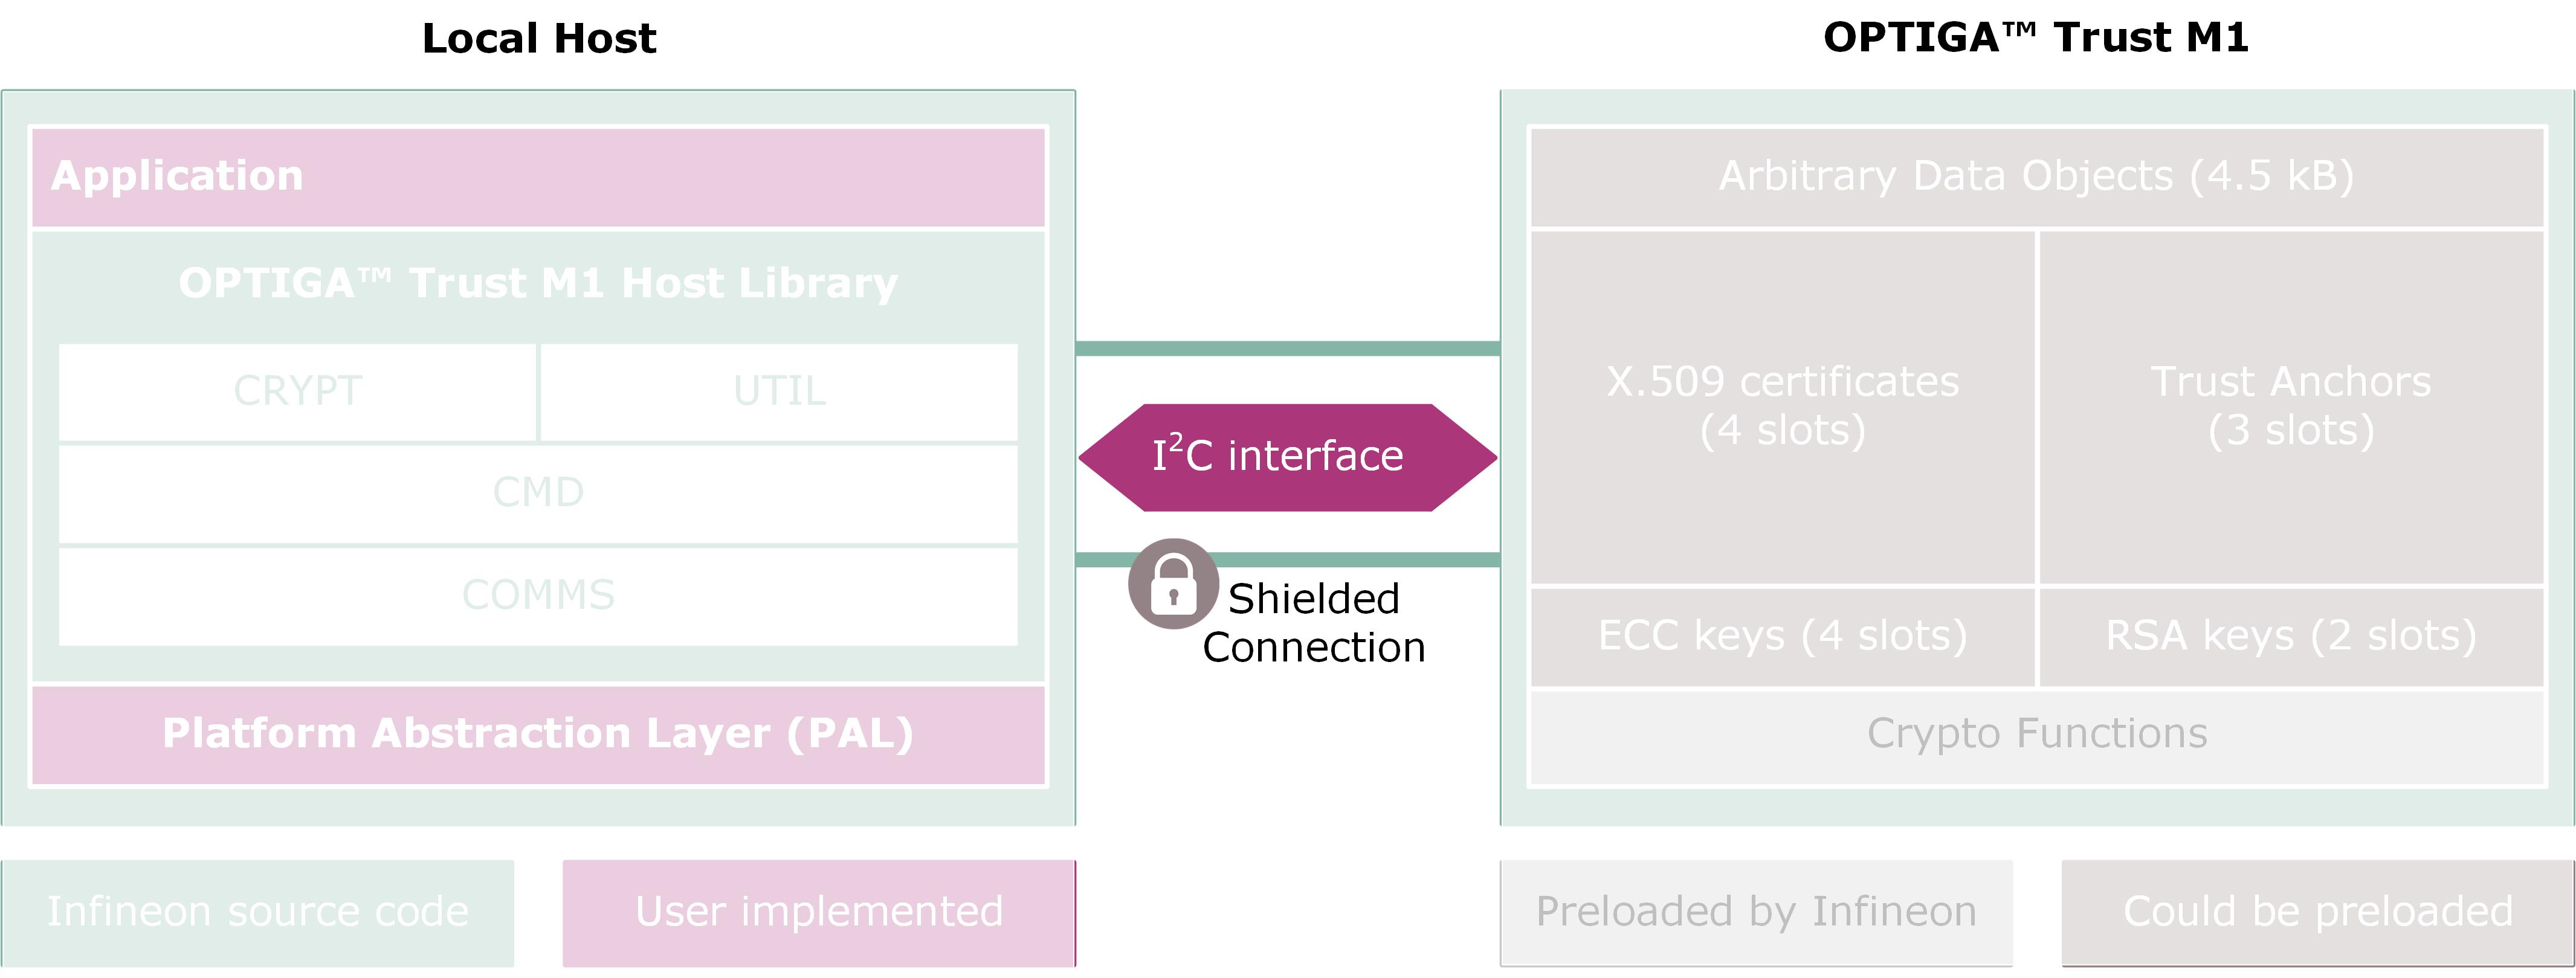 Local Host
Application
OPTIGA™ Trust M1 Host Library
CRYPT
UTIL
CMD
COMMS
Platform Abstraction Layer (PAL)
I²C interface
Shielded
Connection
OPTIGA™ Trust M1
Arbitrary Data Objects (4.5 kB)
X.509 certificates
(4 slots)
Trust Anchors
(3 slots)
ECC keys (4 slots)
RSA keys (2 slots)
Crypto Functions
Infineon source code
User implemented
Preloaded by Infineon
Could be preloaded